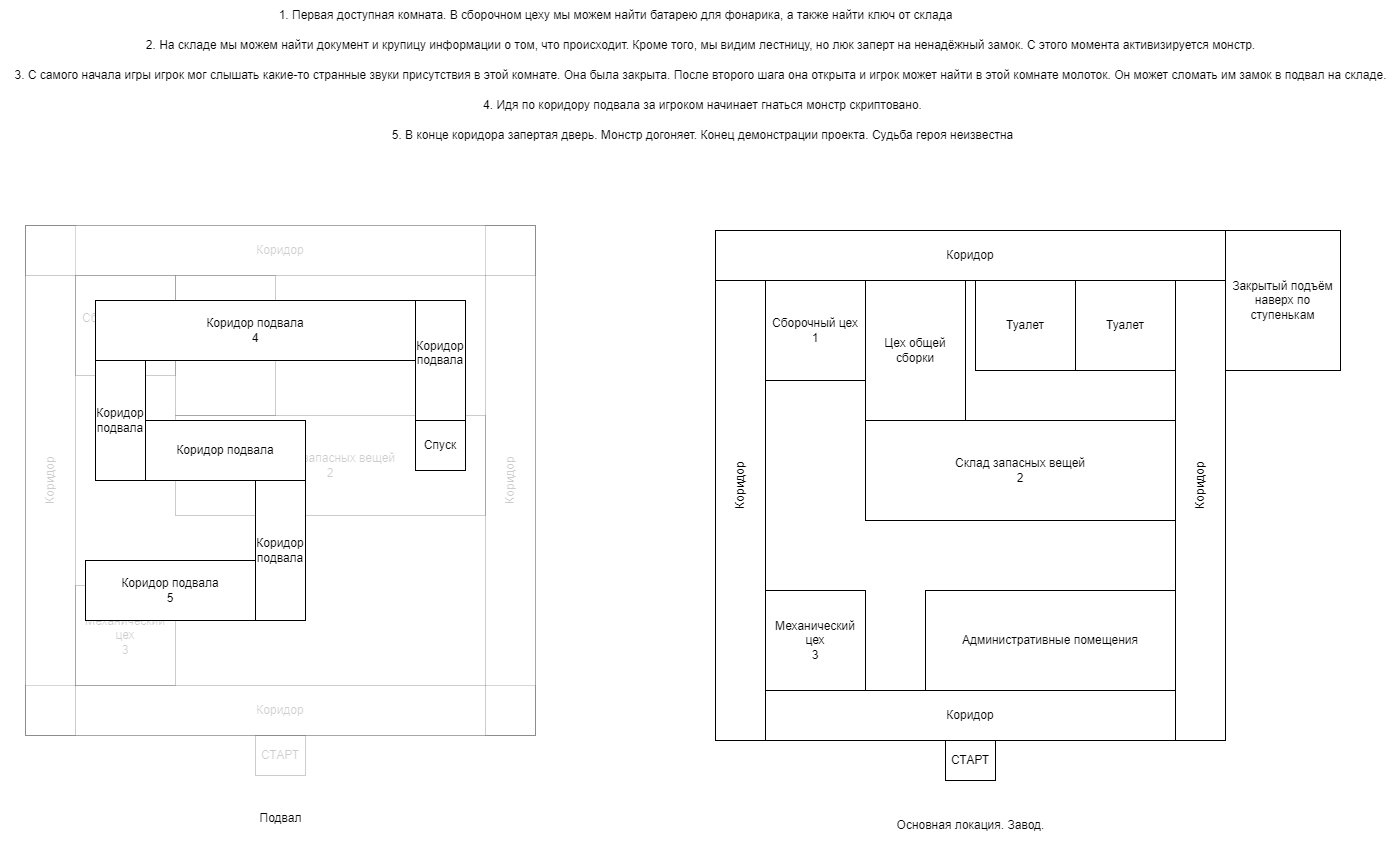 1. Первая доступная комната. В сборочном цеху мы можем найти батарею для фонарика, а также найти ключ от склада
2. На складе мы можем найти документ и крупицу информации о том, что происходит. Кроме того, мы видим лестницу, но люк заперт на ненадёжный замок. С этого момента активизируется монстр.
3. С самого начала игры игрок мог слышать какие-то странные звуки присутствия в этой комнате. Она была закрыта. После второго шага она открыта и игрок может найти в этой комнате молоток. Он может сломать им замок в подвал на складе.
4. Идя по коридору подвала за игроком начинает гнаться монстр скриптовано.
5. В конце коридора запертая дверь. Монстр догоняет. Конец демонстрации проекта. Судьба героя неизвестна
Коридор
Коридор подвала
4
Коридор
подвала
Коридор
подвала
Коридор подвала
Спуск
запасных вещей
2
Коридор
Коридор
Коридор
подвала
Коридор подвала
5
Механический
цех
3
Коридор
СТАРТ
Подвал
Коридор
Закрытый подъём
наверх по
ступенькам
Сборочный цех
1
Цех общей
сборки
Туалет
Туалет
Склад запасных вещей
2
Коридор
Коридор
Механический
цех
3
Административные помещения
Коридор
СТАРТ
Основная локация. Завод.